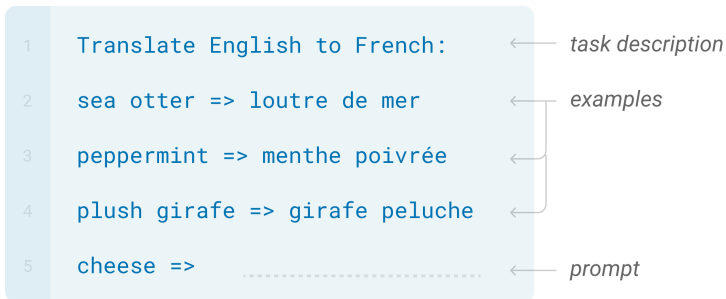 1 Translate English to French: task description
2 sea otter => loutre de mer examples
3 peppermint => menthe poivrée
4 plush girafe => girafe peluche
5 cheese => prompt